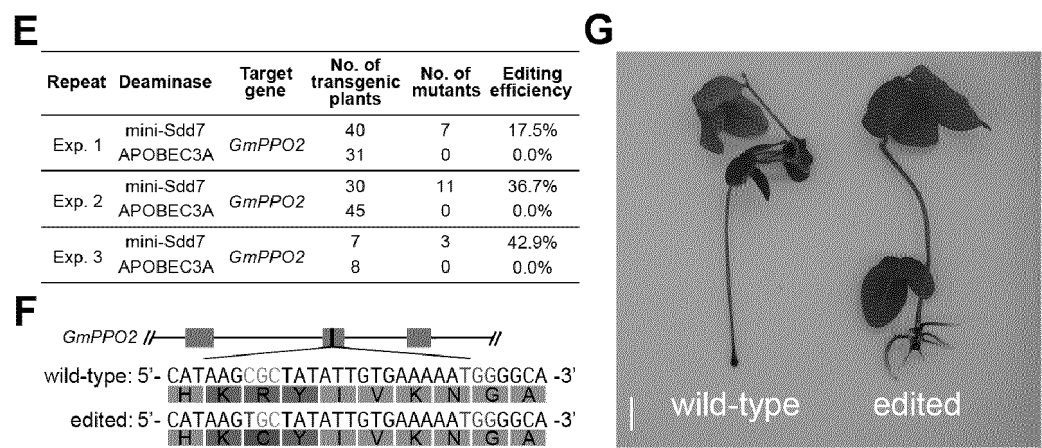 E
Repeat Deaminase Target gene No. of transgenic plants No. of mutants Editing efficiency
Exp. 1 mini-Sdd7 GmPPO2 40 7 17.5%
APOBEC3A 31 0 0.0%
Exp. 2 mini-Sdd7 GmPPO2 30 11 36.7%
APOBEC3A 45 0 0.0%
Exp. 3 mini-Sdd7 GmPPO2 7 3 42.9%
APOBEC3A 8 0 0.0%
F
GmPPO2
wild-type: 5'- CATAAGCGCTATATTGTGAAAAATGGGGCA -3'
H K R Y I V K N G A
edited: 5'- CATAAGTGCTATATTGTGAAAAATGGGGCA -3'
H K C Y I V K N G A
G
wild-type edited